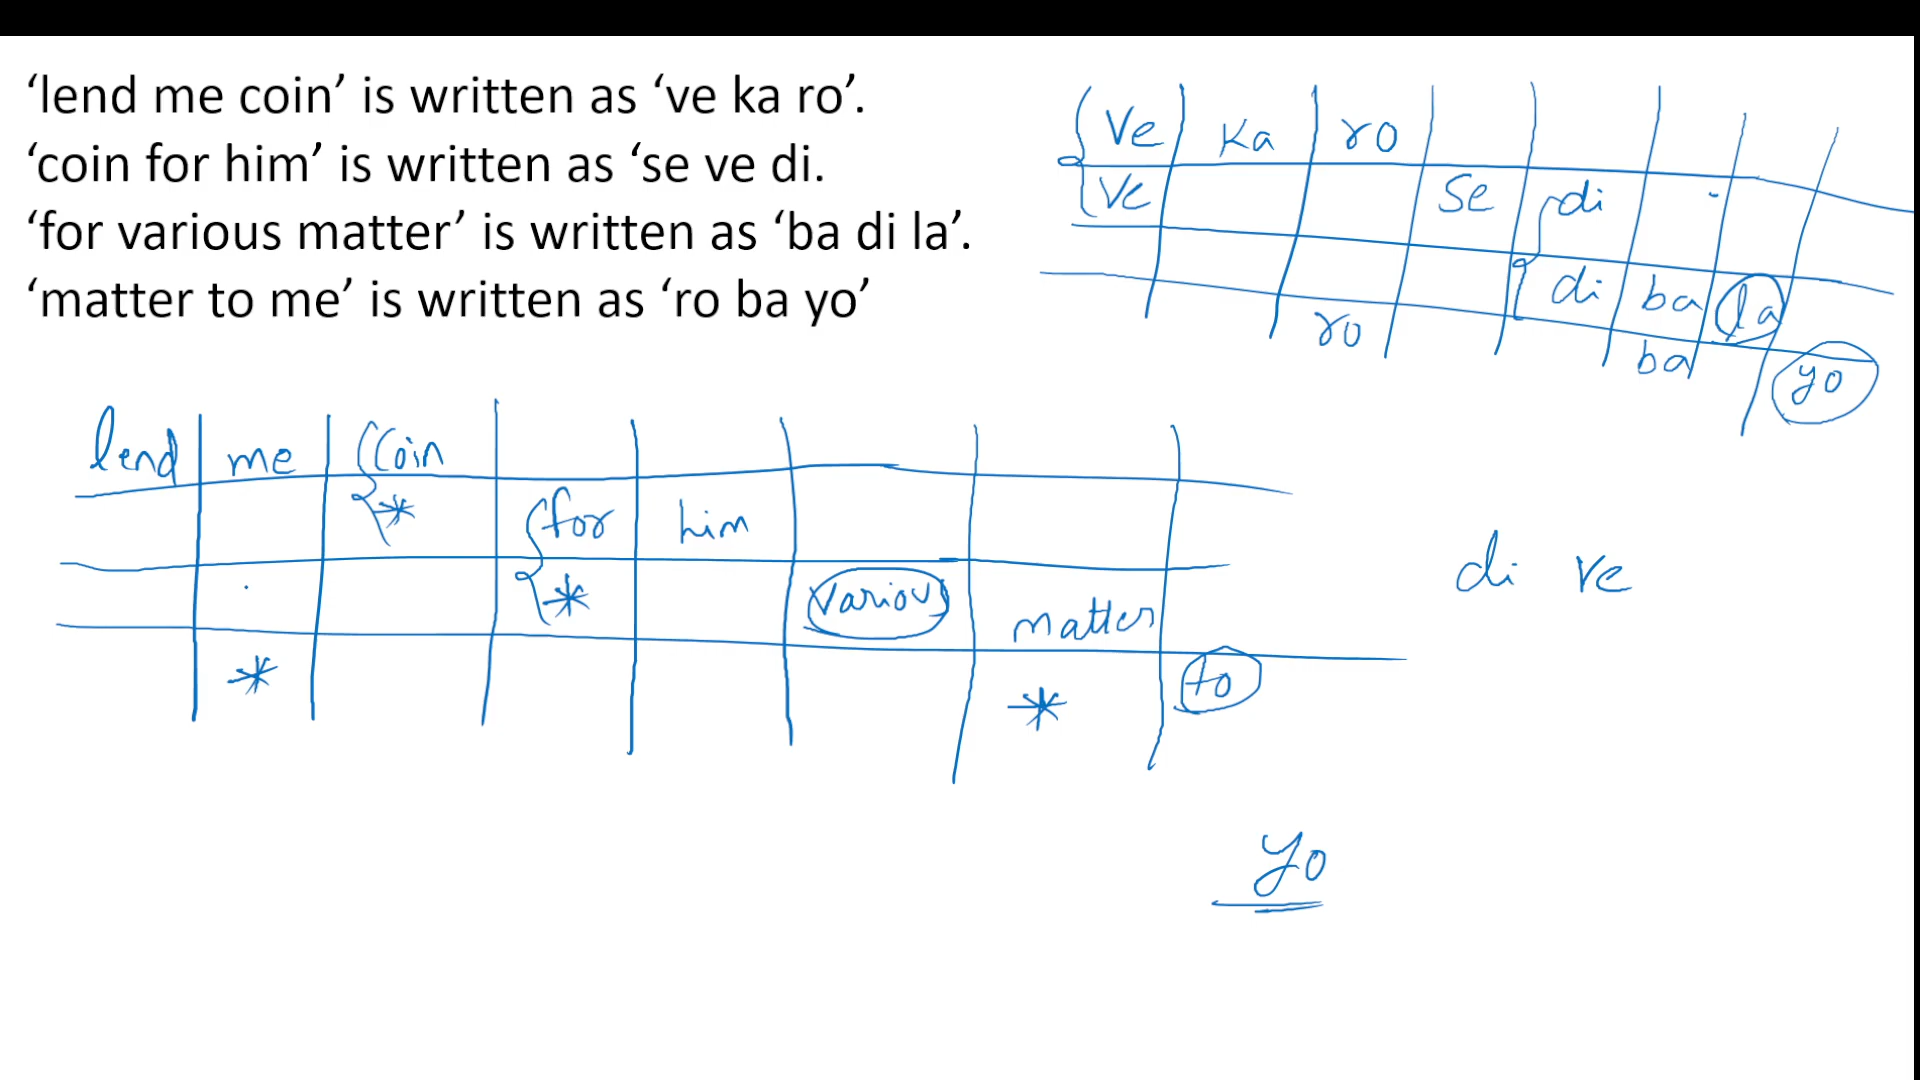 ‘lend me coin’ is written as ‘ve ka ro’.
‘coin for him’ is written as ‘se ve di.
‘for various matter’ is written as ‘ba di la’.
‘matter to me’ is written as ‘ro ba yo’
Ve Ka ro
Ve Se di
di ba la
ro ba yo
lend me Coin
* for him
* various matter
* * to
di ve
yo